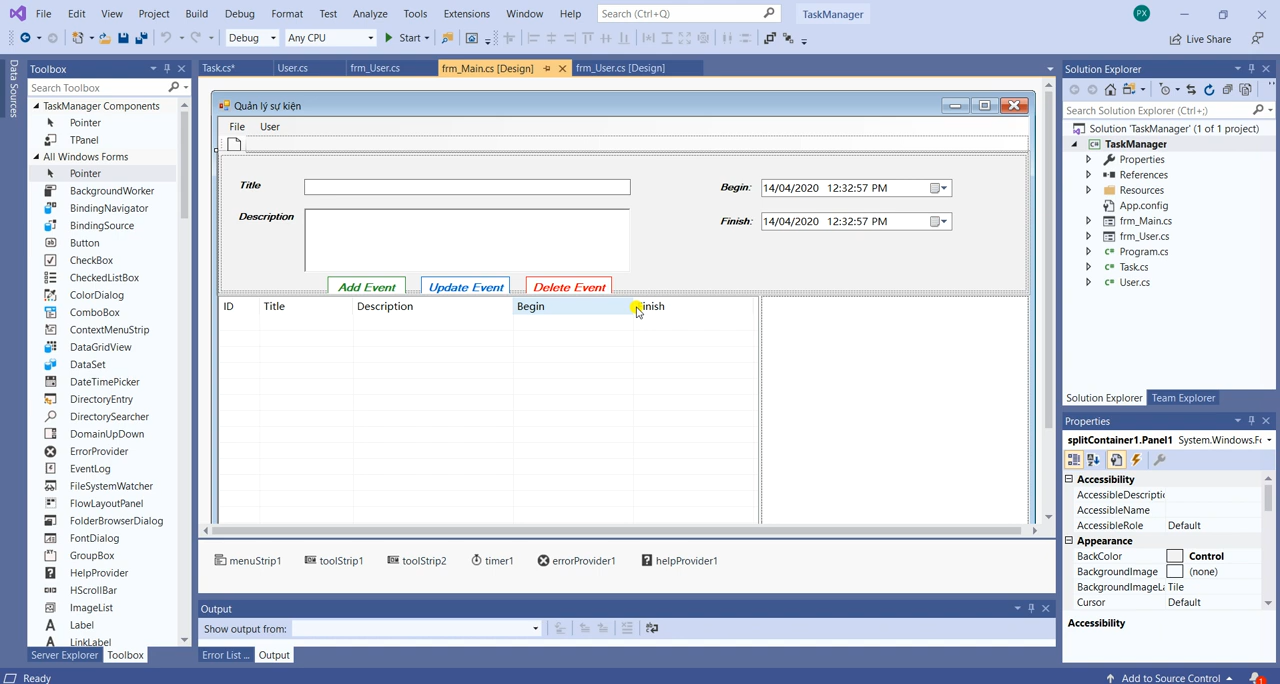 File Edit View Project Build Debug Format Test Analyze Tools Extensions Window Help Search (Ctrl+Q) TaskManager PX
Debug Any CPU Start Live Share
Data Sources
Toolbox
Search Toolbox
TaskManager Components
Pointer
TPanel
All Windows Forms
Pointer
BackgroundWorker
BindingNavigator
BindingSource
Button
CheckBox
CheckedListBox
ColorDialog
ComboBox
ContextMenuStrip
DataGridView
DataSet
DateTimePicker
DirectoryEntry
DirectorySearcher
DomainUpDown
ErrorProvider
EventLog
FileSystemWatcher
FlowLayoutPanel
FolderBrowserDialog
FontDialog
GroupBox
HelpProvider
HScrollBar
ImageList
Label
LinkLabel
Server Explorer Toolbox
Task.cs* User.cs frm_User.cs frm_Main.cs [Design] frm_User.cs [Design]
Quản lý sự kiện
File User
Title
Begin: 14/04/2020 12:32:57 PM
Description
Finish: 14/04/2020 12:32:57 PM
Add Event Update Event Delete Event
ID Title Description Begin Finish
menuStrip1 toolStrip1 toolStrip2 timer1 errorProvider1 helpProvider1
Output
Show output from:
Error List ... Output
Solution Explorer
Search Solution Explorer (Ctrl+;)
Solution 'TaskManager' (1 of 1 project)
TaskManager
Properties
References
Resources
App.config
frm_Main.cs
frm_User.cs
Program.cs
Task.cs
User.cs
Solution Explorer Team Explorer
Properties
splitContainer1.Panel1 System.Windows.Fo
Accessibility
AccessibleDescriptic
AccessibleName
AccessibleRole Default
Appearance
BackColor Control
BackgroundImage (none)
BackgroundImageLa Tile
Cursor Default
Accessibility
Ready Add to Source Control 1